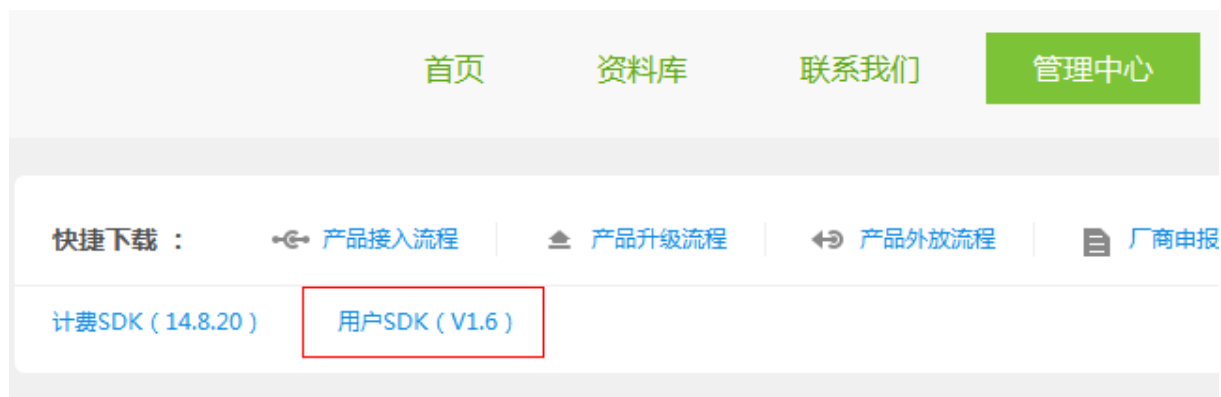 首页 资料库 联系我们 管理中心
快捷下载： 产品接入流程 产品升级流程 产品外放流程 厂商申报
计费SDK（14.8.20） 用户SDK（V1.6）